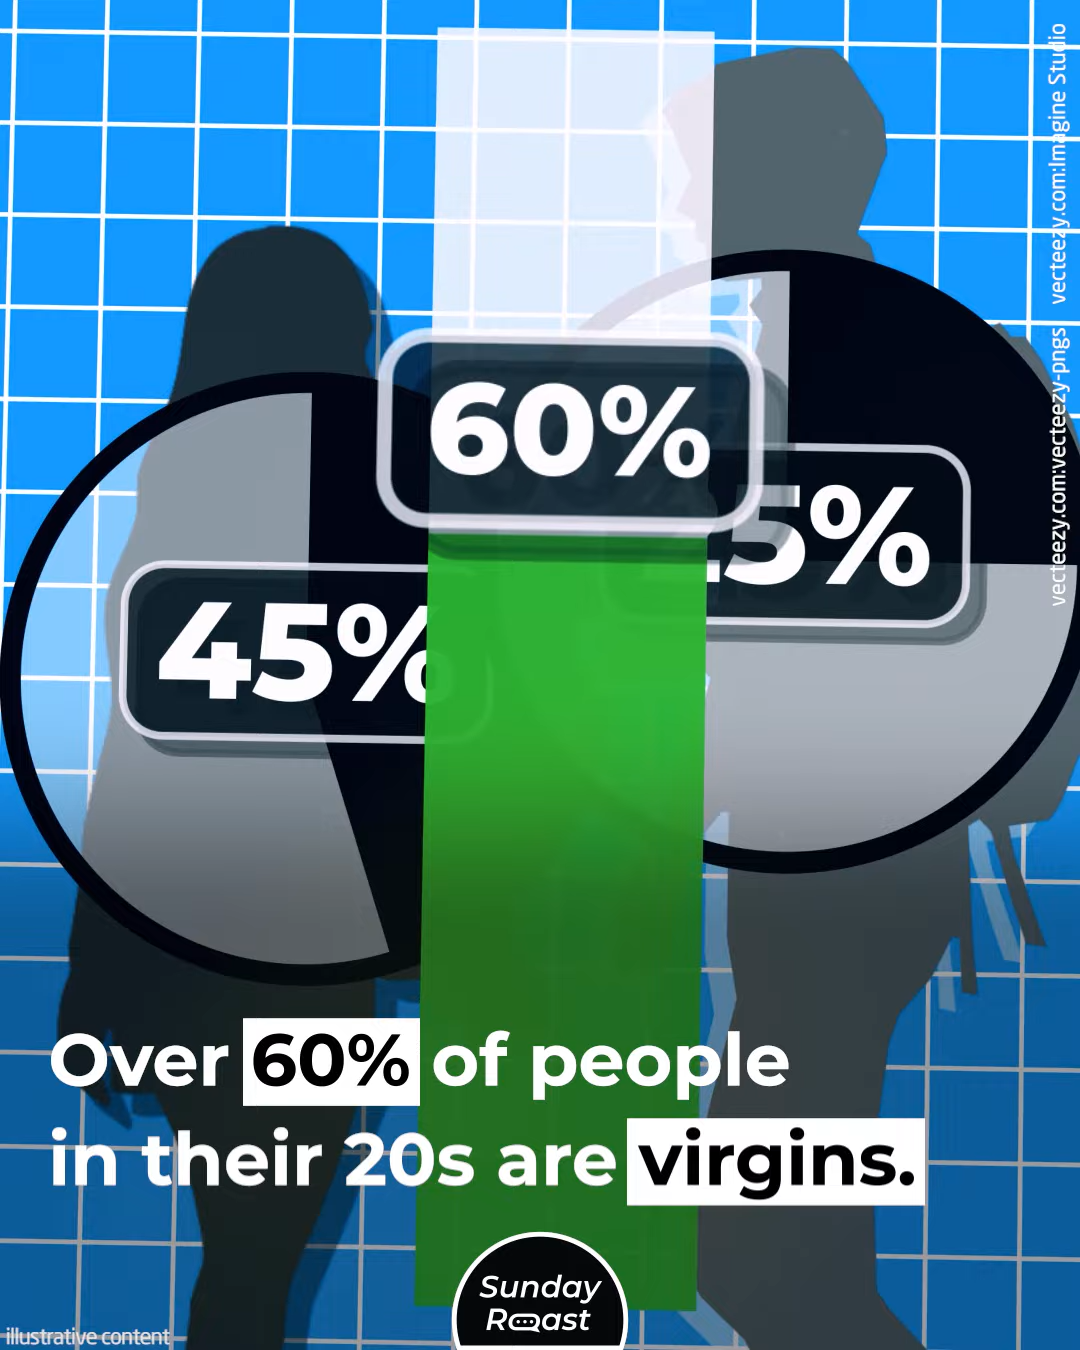 vecteezy.com:Imagine Studio
vecteezy.com:vecteezy-pngs
60%
5%
45%
Over 60% of people
in their 20s are virgins.
Sunday
Roast
illustrative content